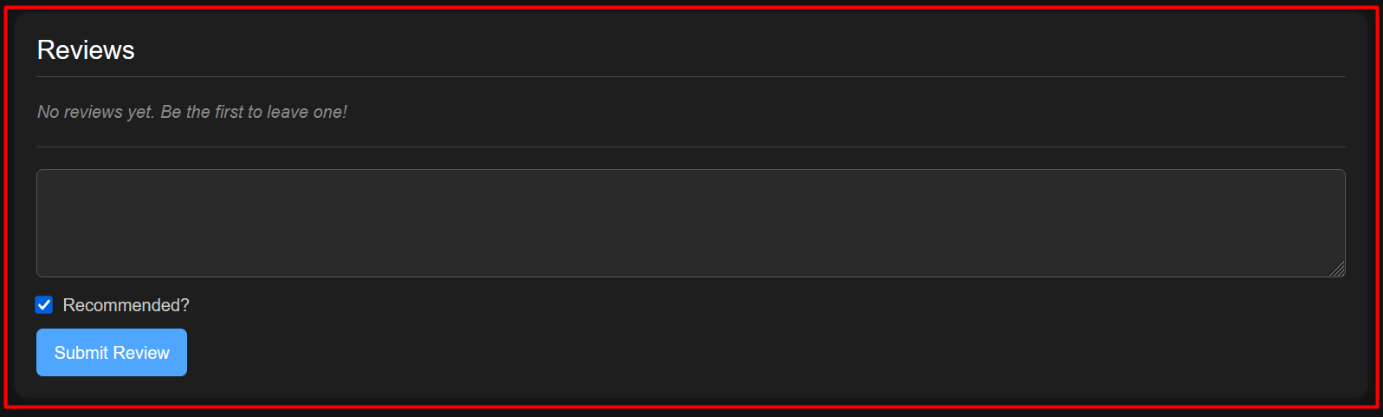 Reviews
No reviews yet. Be the first to leave one!
Recommended?
Submit Review